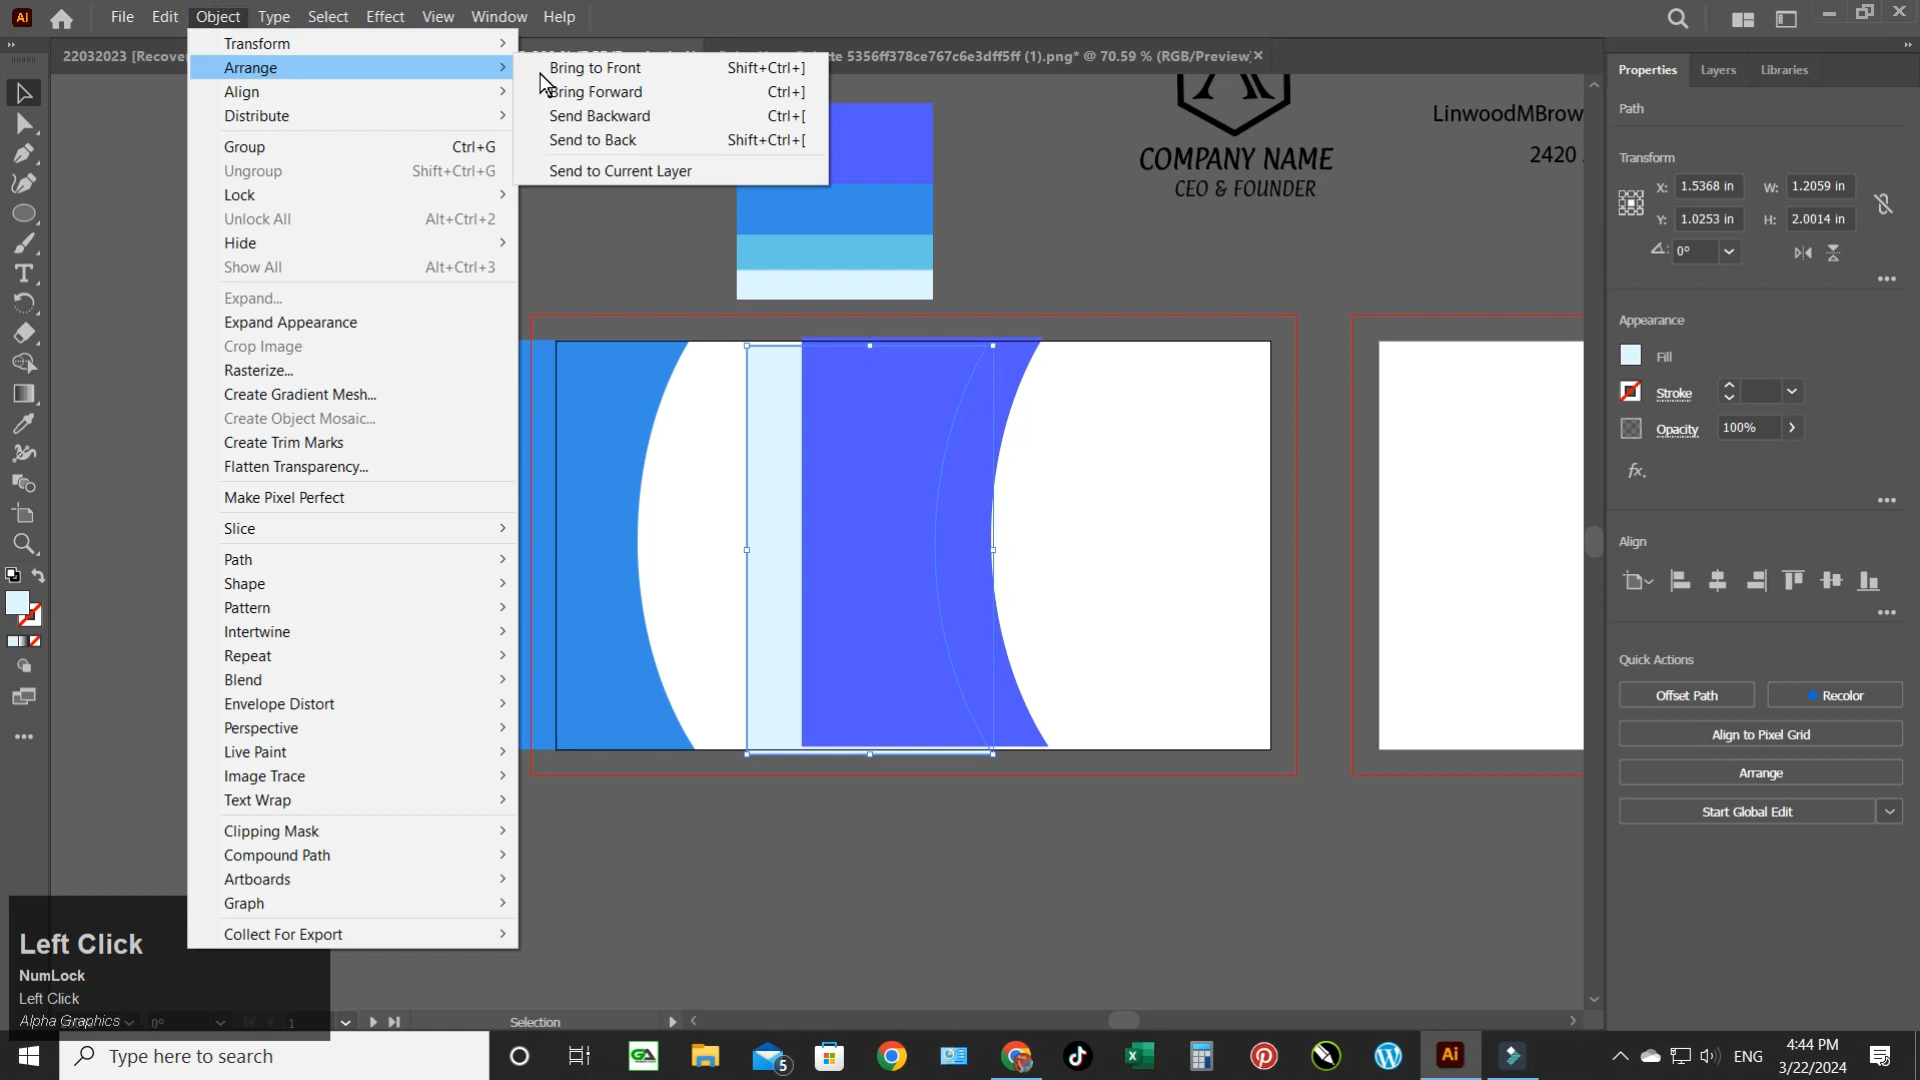 File Edit Object Type Select Effect View Window Help
22032023 [Recover
te 5356ff378ce767c6e3dff5ff (1).png* @ 70.59 % (RGB/Preview)
Transform
Arrange
Align
Distribute
Group Ctrl+G
Ungroup Shift+Ctrl+G
Lock
Unlock All Alt+Ctrl+2
Hide
Show All Alt+Ctrl+3
Expand...
Expand Appearance
Crop Image
Rasterize...
Create Gradient Mesh...
Create Object Mosaic...
Create Trim Marks
Flatten Transparency...
Make Pixel Perfect
Slice
Path
Shape
Pattern
Intertwine
Repeat
Blend
Envelope Distort
Perspective
Live Paint
Image Trace
Text Wrap
Clipping Mask
Compound Path
Artboards
Graph
Collect For Export
Bring to Front Shift+Ctrl+]
Bring Forward Ctrl+]
Send Backward Ctrl+[
Send to Back Shift+Ctrl+[
Send to Current Layer
COMPANY NAME
CEO & FOUNDER
LinwoodMBrow
2420
Properties Layers Libraries
Path
Transform
X: 1.5368 in W: 1.2059 in
Y: 1.0253 in H: 2.0014 in
0°
Appearance
Fill
Stroke
Opacity 100%
fx.
Align
Quick Actions
Offset Path Recolor
Align to Pixel Grid
Arrange
Start Global Edit
Left Click
NumLock
Left Click
Alpha Graphics
0° 1 Selection
Type here to search
5
Ai
ENG
4:44 PM
3/22/2024